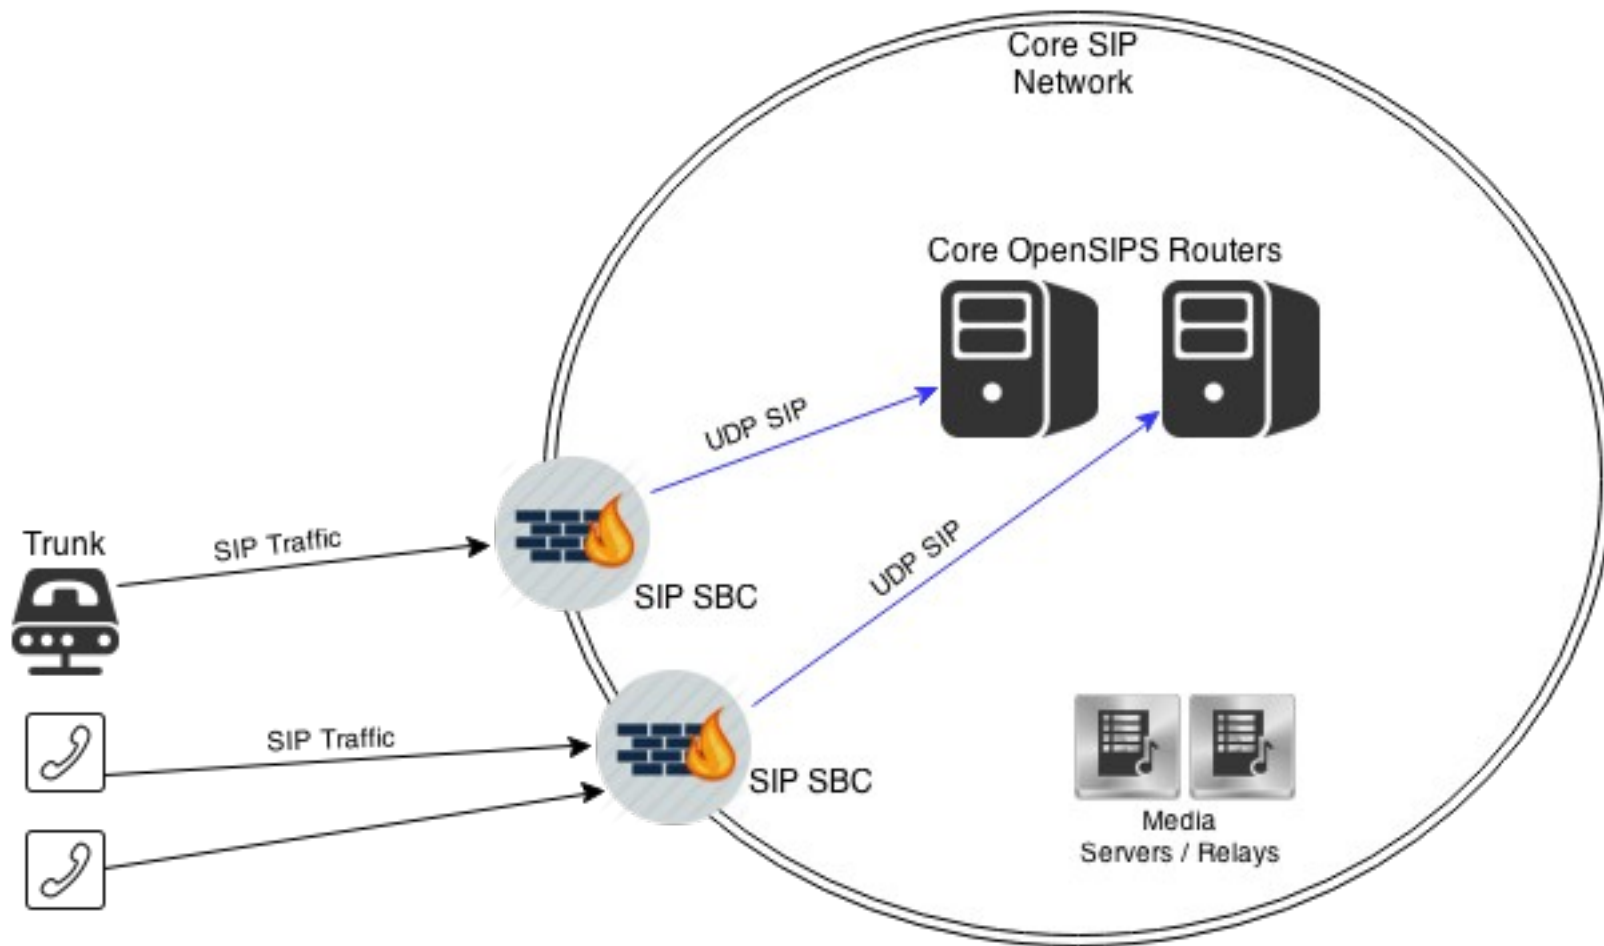 Core SIP
Network
Core OpenSIPS Routers
UDP SIP
Trunk
SIP Traffic
SIP SBC
UDP SIP
SIP Traffic
SIP SBC
Media
Servers / Relays